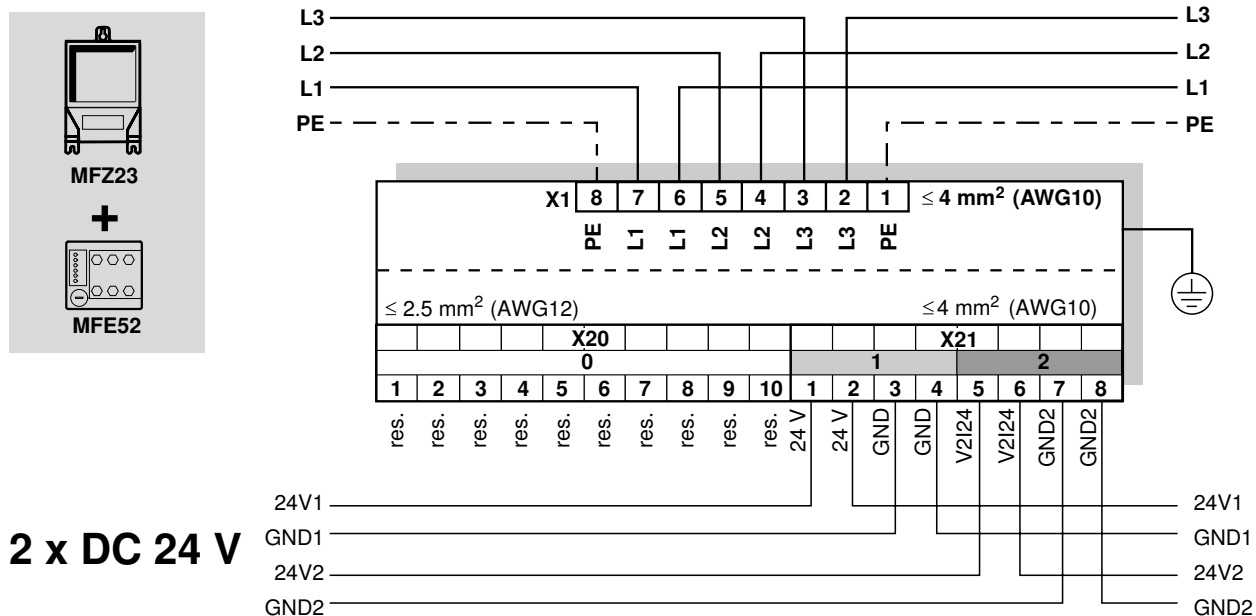 L3 L3
L2 L2
L1 L1
PE PE
MFZ23
+
MFE52
X1 8 7 6 5 4 3 2 1 ≤ 4 mm² (AWG10)
PE L1 L1 L2 L2 L3 L3 PE
≤ 2.5 mm² (AWG12) ≤4 mm² (AWG10)
X20 X21
0 1 2
1 2 3 4 5 6 7 8 9 10 1 2 3 4 5 6 7 8
res. res. res. res. res. res. res. res. res. res. 24 V 24 V GND GND V2I24 V2I24 GND2 GND2
2 x DC 24 V
24V1 24V1
GND1 GND1
24V2 24V2
GND2 GND2